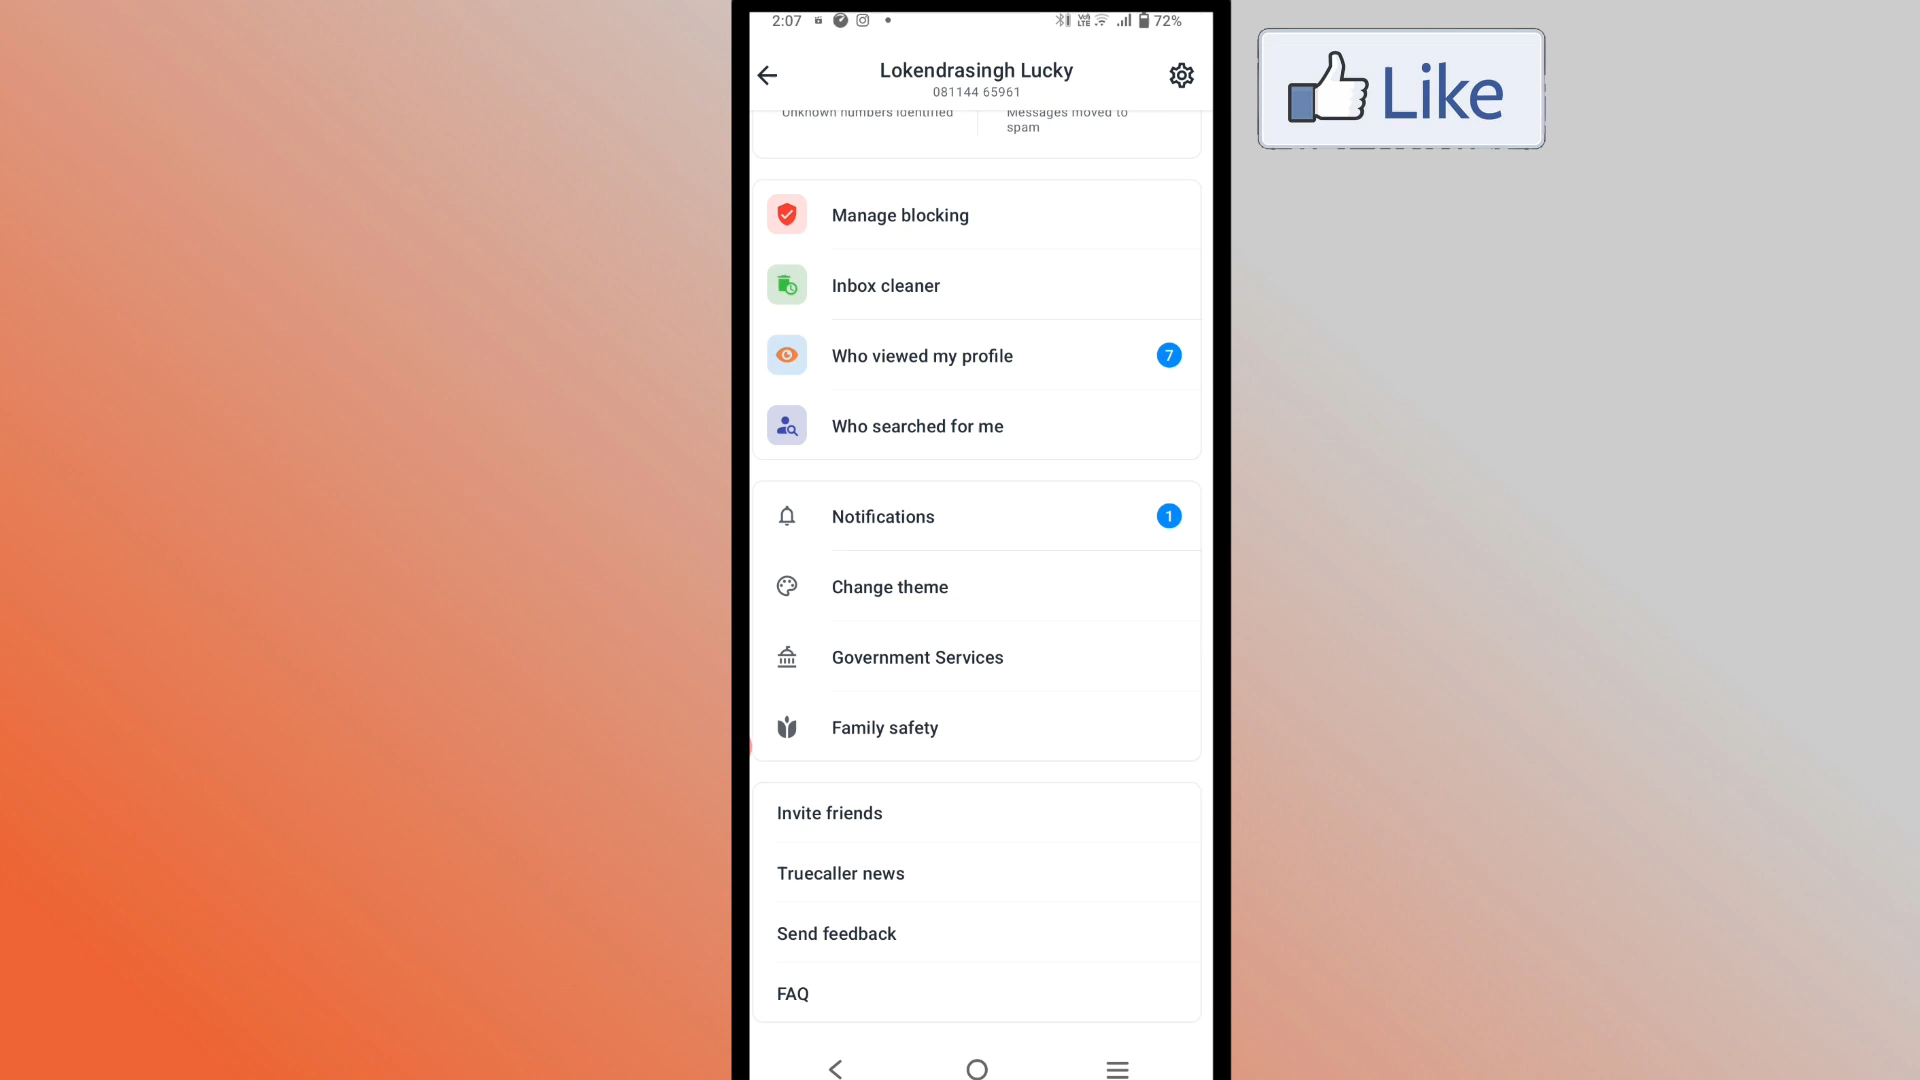 2:07 72%
Lokendrasingh Lucky
081144 65961
Unknown numbers identified
Messages moved to
spam
Manage blocking
Inbox cleaner
Who viewed my profile 7
Who searched for me
Notifications 1
Change theme
Government Services
Family safety
Invite friends
Truecaller news
Send feedback
FAQ
Like